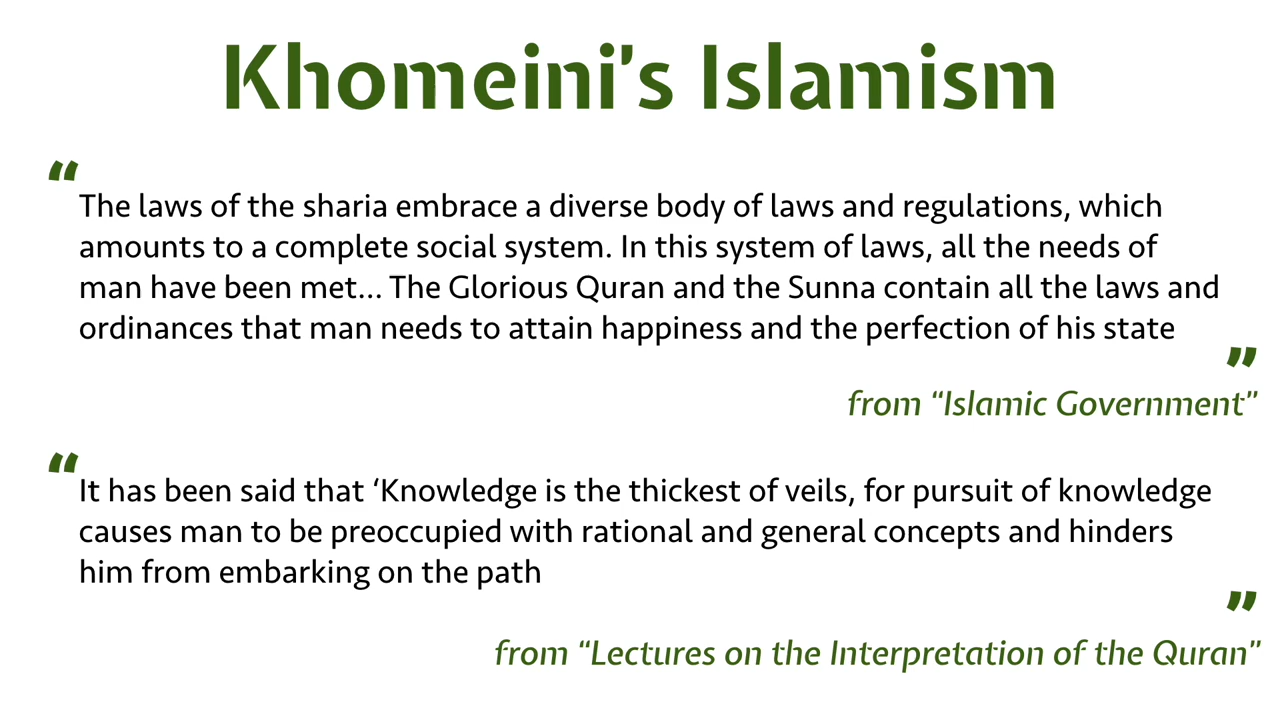 Khomeini's Islamism
“
The laws of the sharia embrace a diverse body of laws and regulations, which
amounts to a complete social system. In this system of laws, all the needs of
man have been met... The Glorious Quran and the Sunna contain all the laws and
ordinances that man needs to attain happiness and the perfection of his state
”
from “Islamic Government”
“
It has been said that ‘Knowledge is the thickest of veils, for pursuit of knowledge
causes man to be preoccupied with rational and general concepts and hinders
him from embarking on the path
”
from “Lectures on the Interpretation of the Quran”